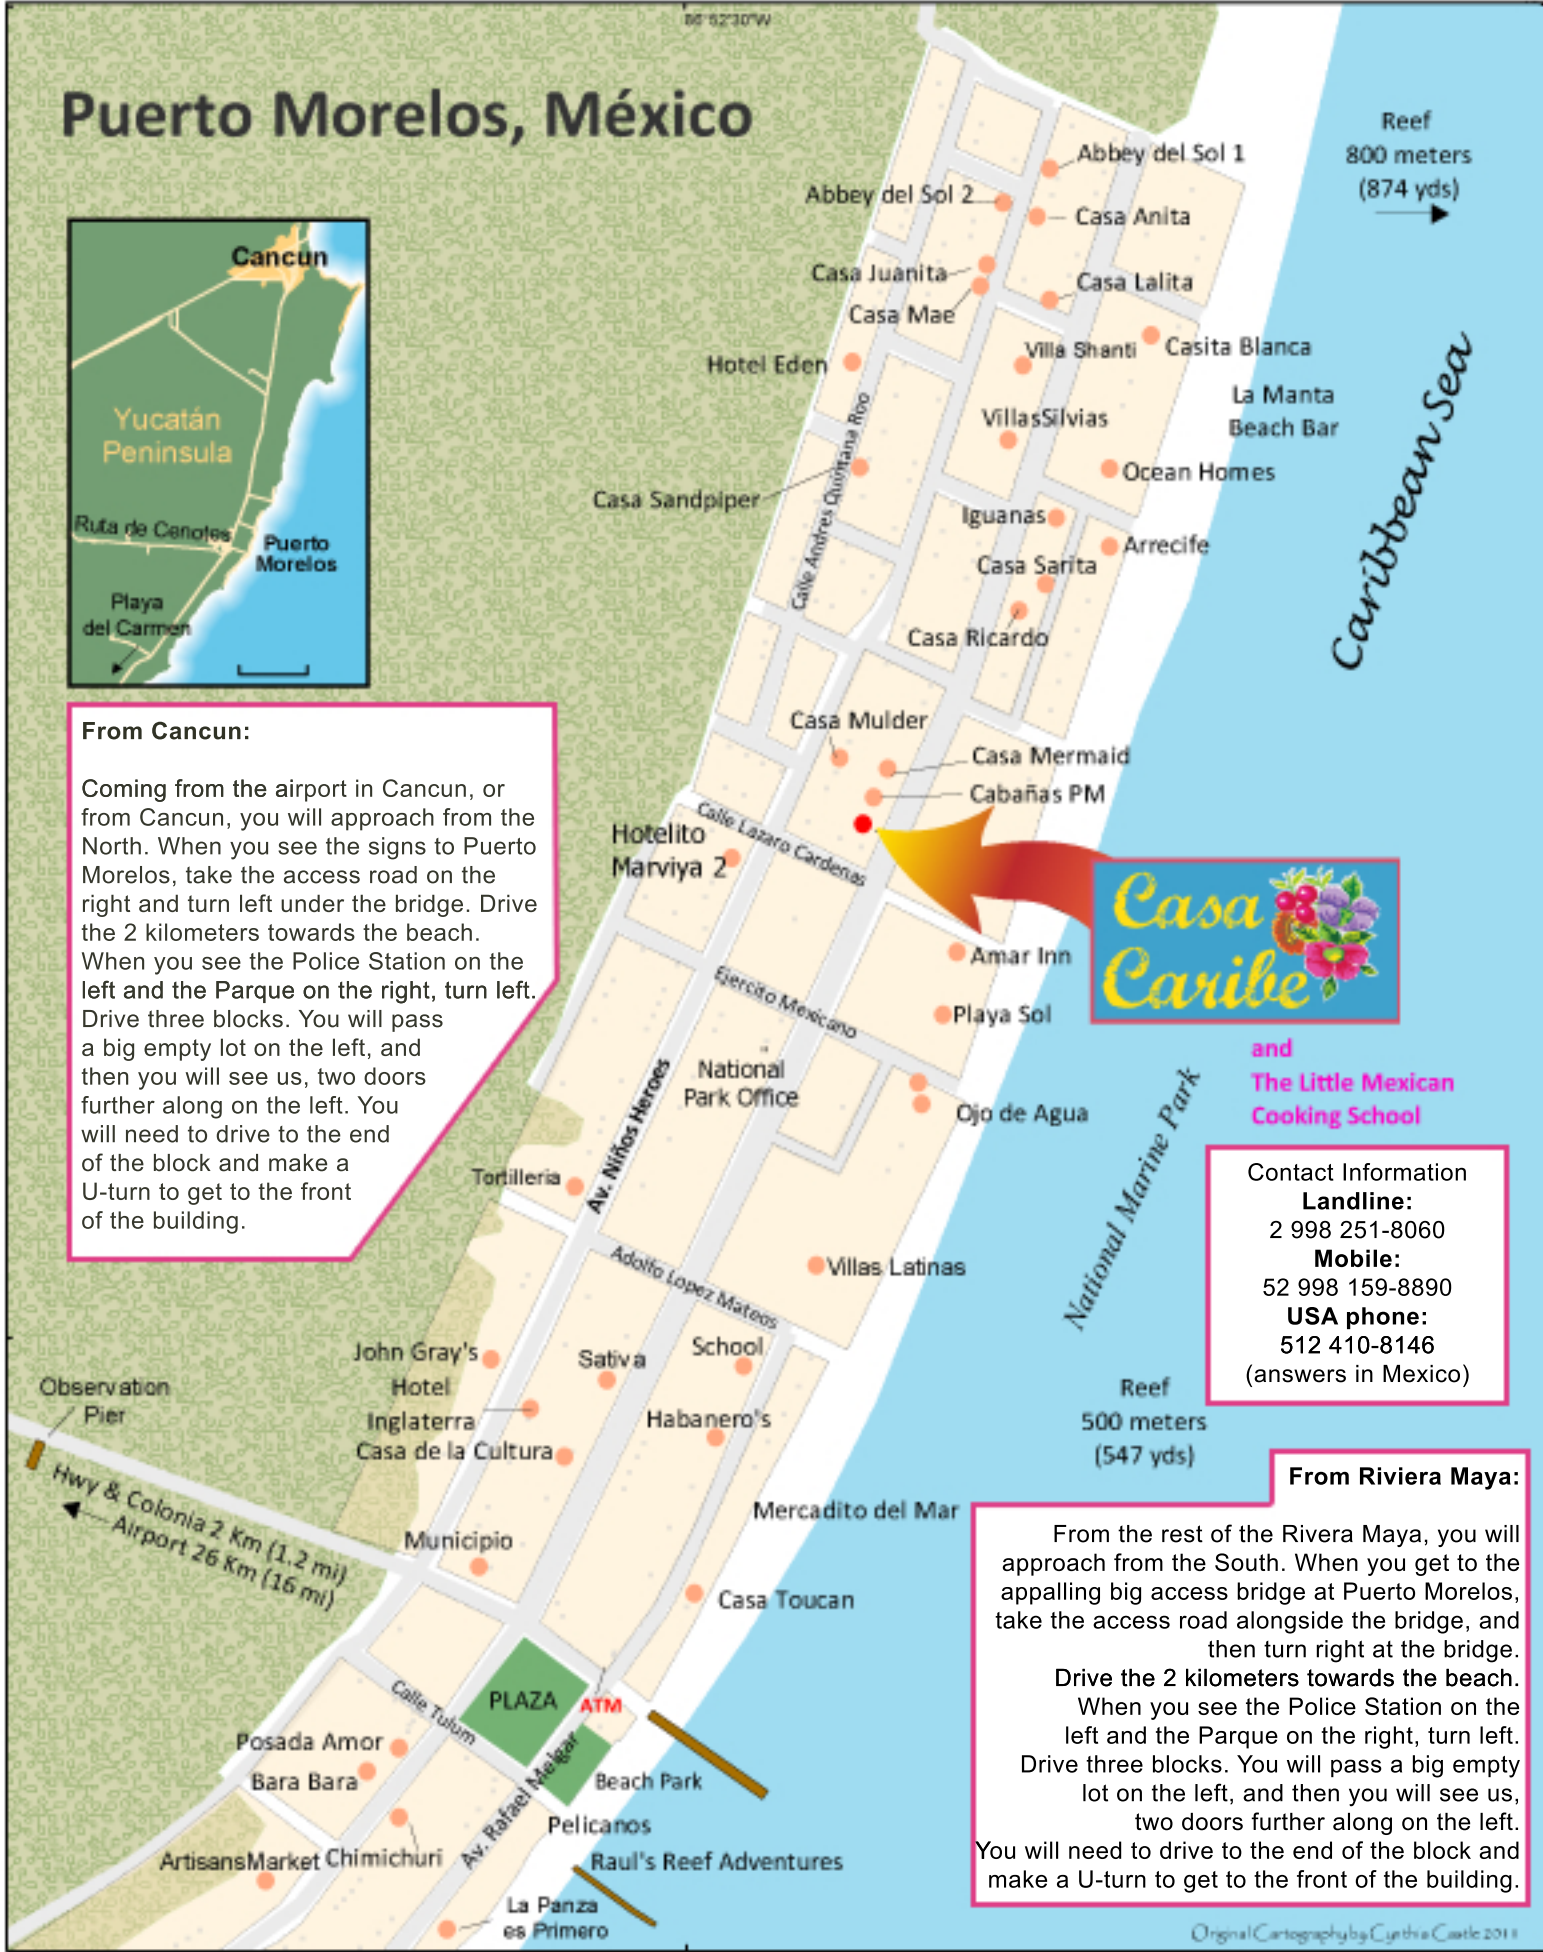 86°52'30"W
Puerto Morelos, México
Reef
800 meters
(874 yds)
Abbey del Sol 1
Abbey del Sol 2
Casa Anita
Cancun
Casa Juanita
Casa Lalita
Casa Mae
Villa Shanti
Casita Blanca
Hotel Eden
La Manta
Beach Bar
Caribbean Sea
Yucatán
Peninsula
VillasSilvias
Calle Andres Quintana Roo
Ocean Homes
Casa Sandpiper
Iguanas
Ruta de Cenotes
Puerto
Morelos
Arrecife
Casa Sarita
Playa
del Carmen
Casa Ricardo
From Cancun:
Coming from the airport in Cancun, or
from Cancun, you will approach from the
North. When you see the signs to Puerto
Morelos, take the access road on the
right and turn left under the bridge. Drive
the 2 kilometers towards the beach.
When you see the Police Station on the
left and the Parque on the right, turn left.
Drive three blocks. You will pass
a big empty lot on the left, and
then you will see us, two doors
further along on the left. You
will need to drive to the end
of the block and make a
U-turn to get to the front
of the building.
Casa Mulder
Casa Mermaid
Cabañas PM
Calle Lazaro Cardenas
Hotelito
Marviya 2
Casa
Caribe
Amar Inn
Ejercito Mexicano
Playa Sol
and
The Little Mexican
Cooking School
National
Park Office
Ojo de Agua
Av. Niños Heroes
National Marine Park
Tortilleria
Contact Information
Landline:
2 998 251-8060
Mobile:
52 998 159-8890
USA phone:
512 410-8146
(answers in Mexico)
Adolfo Lopez Mateos
Villas Latinas
John Gray's
Sativa
School
Observation
Pier
Hotel
Inglaterra
Habanero's
Reef
500 meters
(547 yds)
Casa de la Cultura
Hwy & Colonia 2 Km (1.2 mi)
Airport 26 Km (16 mi)
Mercadito del Mar
Municipio
Casa Toucan
From Riviera Maya:
From the rest of the Rivera Maya, you will
approach from the South. When you get to the
appalling big access bridge at Puerto Morelos,
take the access road alongside the bridge, and
then turn right at the bridge.
Drive the 2 kilometers towards the beach.
When you see the Police Station on the
left and the Parque on the right, turn left.
Drive three blocks. You will pass a big empty
lot on the left, and then you will see us,
two doors further along on the left.
You will need to drive to the end of the block and
make a U-turn to get to the front of the building.
PLAZA
ATM
Calle Tulum
Posada Amor
Bara Bara
Av. Rafael Melgar
Beach Park
Pelicanos
ArtisansMarket
Chimichuri
Raul's Reef Adventures
La Panza
es Primero
Original Cartography by Cynthia Castle 2011